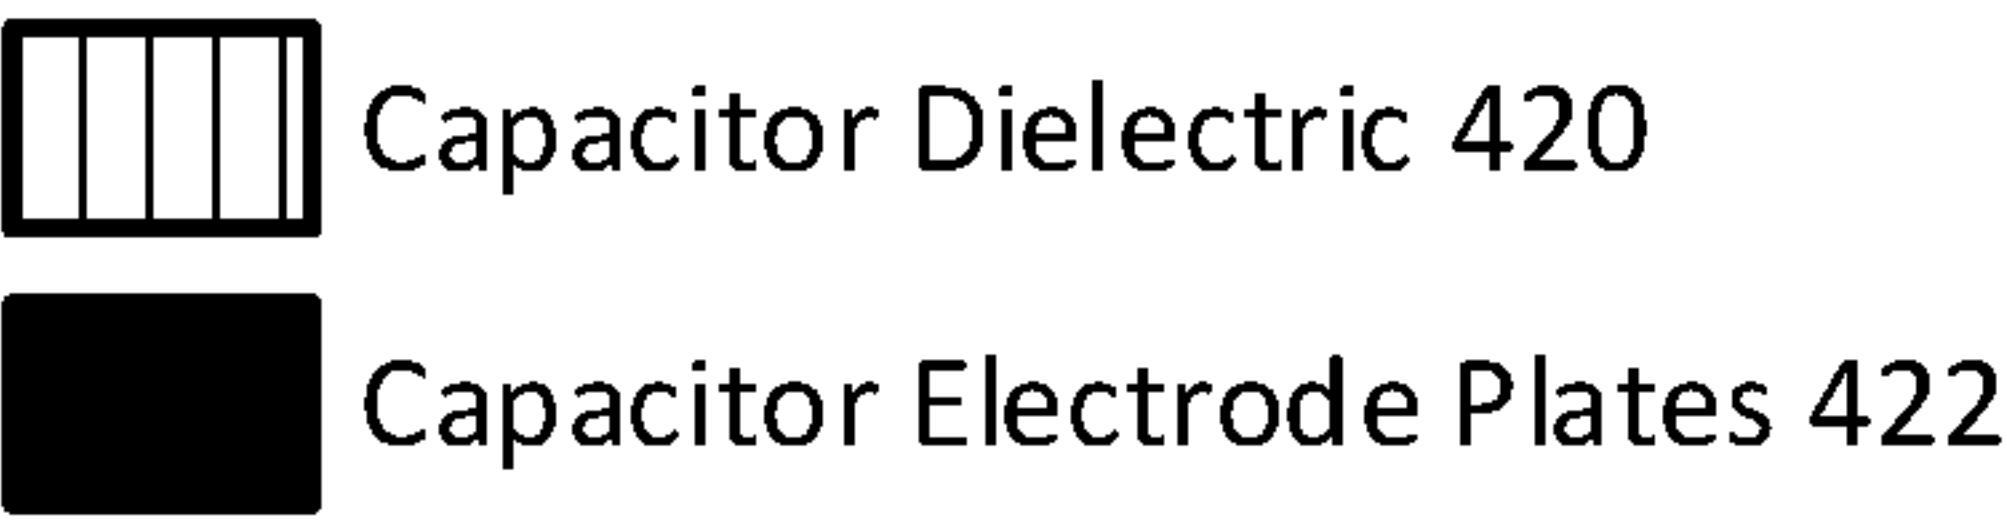 Capacitor Dielectric 420
Capacitor Electrode Plates 422